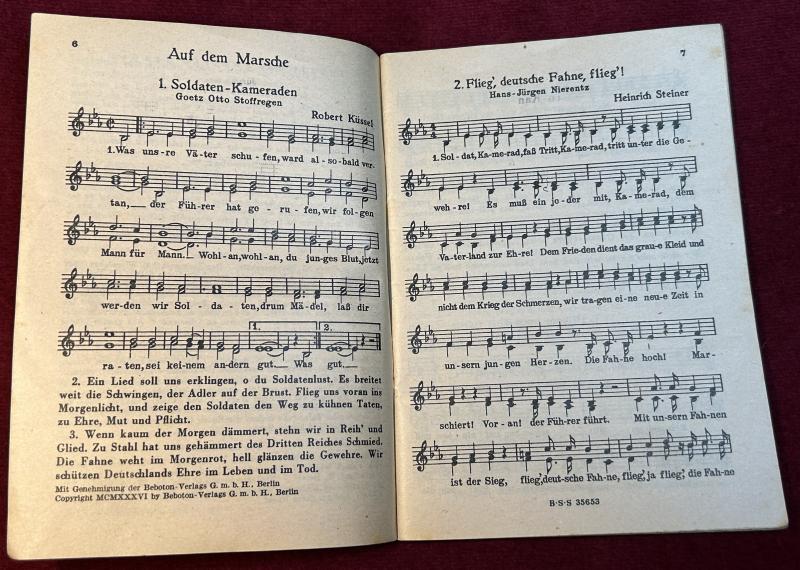 6
Auf dem Marsche
1. Soldaten-Kameraden
Goetz Otto Stoffregen
Robert Küssel
1. Was uns-re Vä-ter schu-fen, ward al-so-bald ver-
tan, der Füh-rer hat ge-ru-fen, wir fol-gen
Mann für Mann. Wohl-an, wohl-an, du jun-ges Blut, jetzt
wer-den wir Sol-da-ten, drum Mä-del, laß dir
1. 2.
ra-ten, sei kei-nem andern gut. Was gut.
2. Ein Lied soll uns erklingen, o du Soldatenlust. Es breitet
weit die Schwingen, der Adler auf der Brust. Flieg uns voran ins
Morgenlicht, und zeige den Soldaten den Weg zu kühnen Taten,
zu Ehre, Mut und Pflicht.
3. Wenn kaum der Morgen dämmert, stehn wir in Reih' und
Glied. Zu Stahl hat uns gehämmert des Dritten Reiches Schmied.
Die Fahne weht im Morgenrot, hell glänzen die Gewehre. Wir
schützen Deutschlands Ehre im Leben und im Tod.
Mit Genehmigung der Beboton-Verlags G. m. b. H., Berlin
Copyright MCMXXXVI by Beboton-Verlags G. m. b. H., Berlin
7
2. Flieg', deutsche Fahne, flieg'!
Hans-Jürgen Nierentz
Heinrich Steiner
1. Sol-dat, Ka-me-rad, faß Tritt, Ka-me-rad, tritt un-ter die Ge-
weh-re! Es muß ein je-der mit, Ka-me-rad, dem
Va-ter-land zur Eh-re! Dem Frie-den dient das grau-e Kleid und
nicht dem Krieg der Schmerzen, wir tra-gen ei-ne neu-e Zeit in
un-sern jun-gen Her-zen. Die Fah-ne hoch! Mar-
schiert! Vor-an! der Füh-rer führt. Mit un-sern Fah-nen
ist der Sieg, flieg', deut-sche Fah-ne, flieg', ja flieg', die Fah-ne
B·S·S 35653